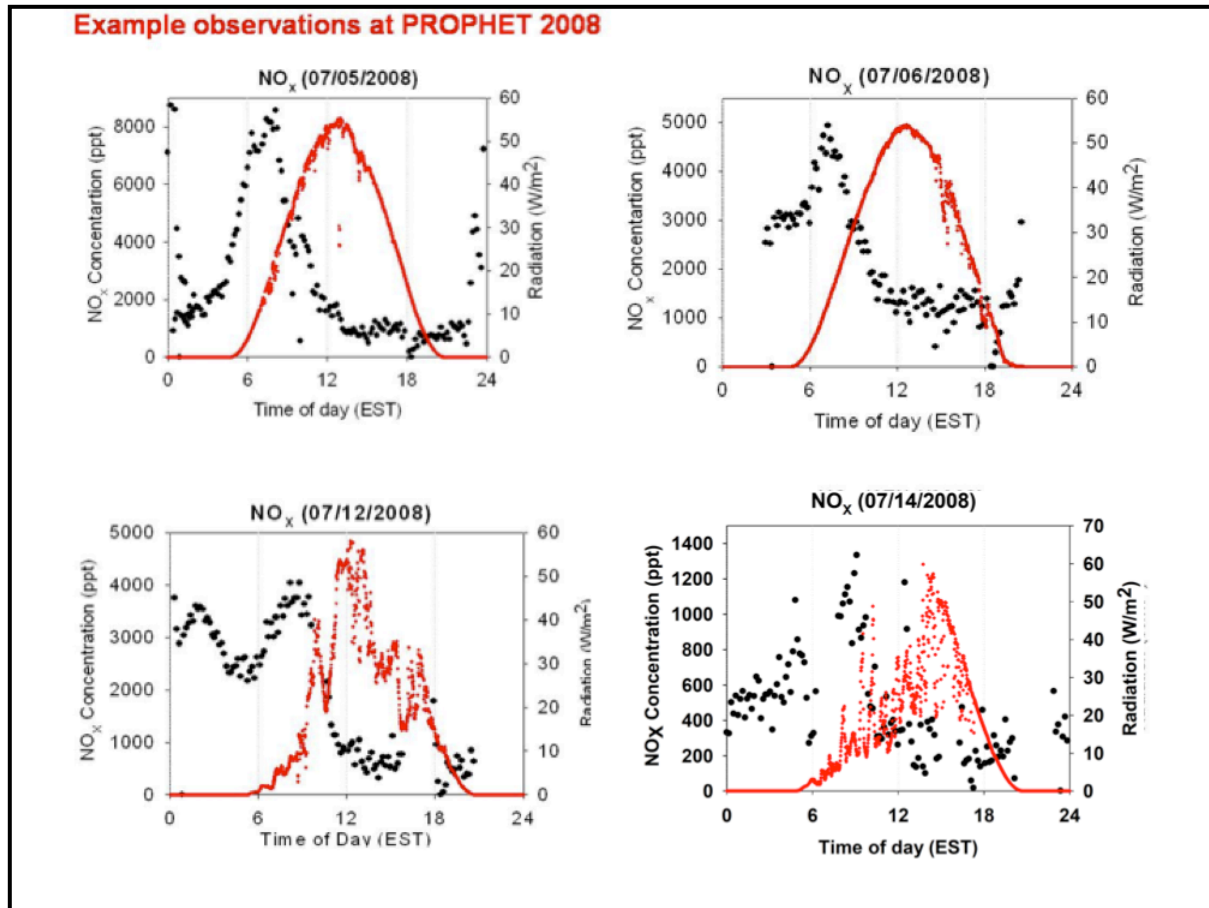 Example observations at PROPHET 2008
NOx (07/05/2008)
NOx Concentartion (ppt)
8000
6000
4000
2000
0
60
50
40
30
20
10
0
Radiation (W/m2)
0 6 12 18 24
Time of day (EST)
NOx (07/06/2008)
NOx Concentartion (ppt)
5000
4000
3000
2000
1000
0
60
50
40
30
20
10
0
Radiation (W/m2)
0 6 12 18 24
Time of day (EST)
NOx (07/12/2008)
NOx Concentration (ppt)
5000
4000
3000
2000
1000
0
60
50
40
30
20
10
0
Radiation (W/m2)
0 6 12 18 24
Time of Day (EST)
NOx (07/14/2008)
NOx Concentration (ppt)
1400
1200
1000
800
600
400
200
0
70
60
50
40
30
20
10
0
Radiation (W/m2)
0 6 12 18 24
Time of day (EST)